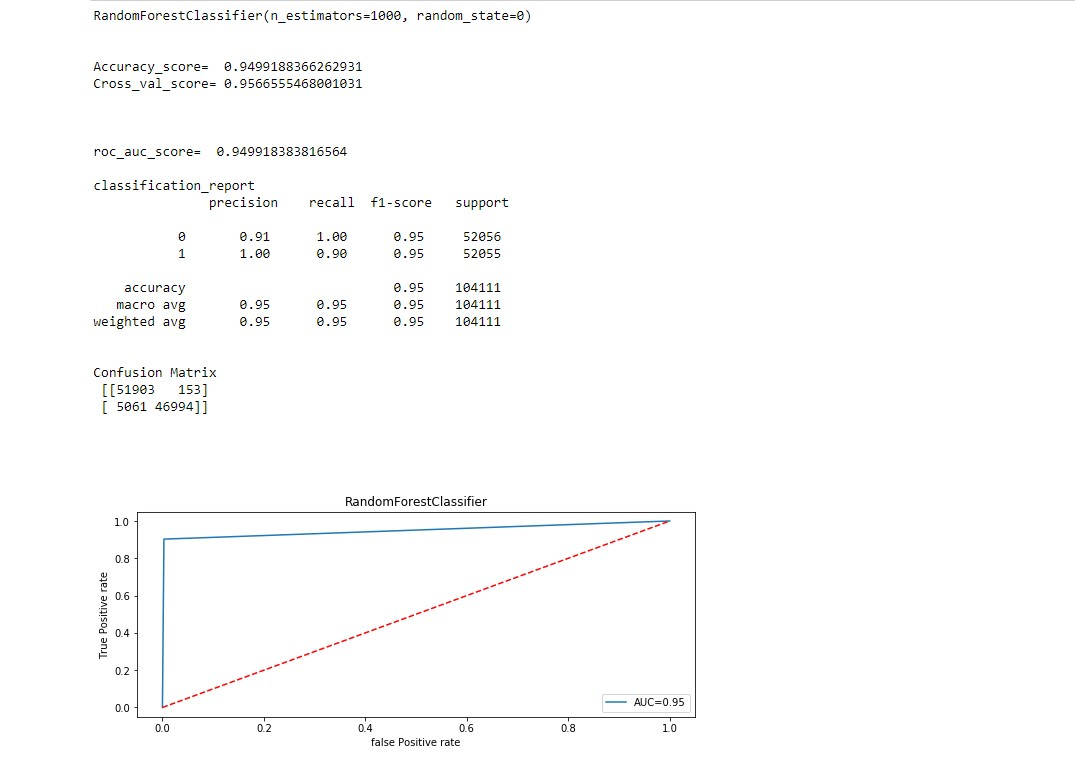 RandomForestClassifier(n_estimators=1000, random_state=0)
Accuracy_score=  0.9499188366262931
Cross_val_score= 0.9566555468001031
roc_auc_score=  0.949918383816564
classification_report
precision    recall  f1-score   support
0       0.91      1.00      0.95     52056
1       1.00      0.90      0.95     52055
accuracy                           0.95    104111
macro avg       0.95      0.95      0.95    104111
weighted avg       0.95      0.95      0.95    104111
Confusion Matrix
[[51903   153]
[ 5061 46994]]
RandomForestClassifier
1.0
0.8
0.6
0.4
0.2
0.0
True Positive rate
AUC=0.95
0.0 0.2 0.4 0.6 0.8 1.0
false Positive rate